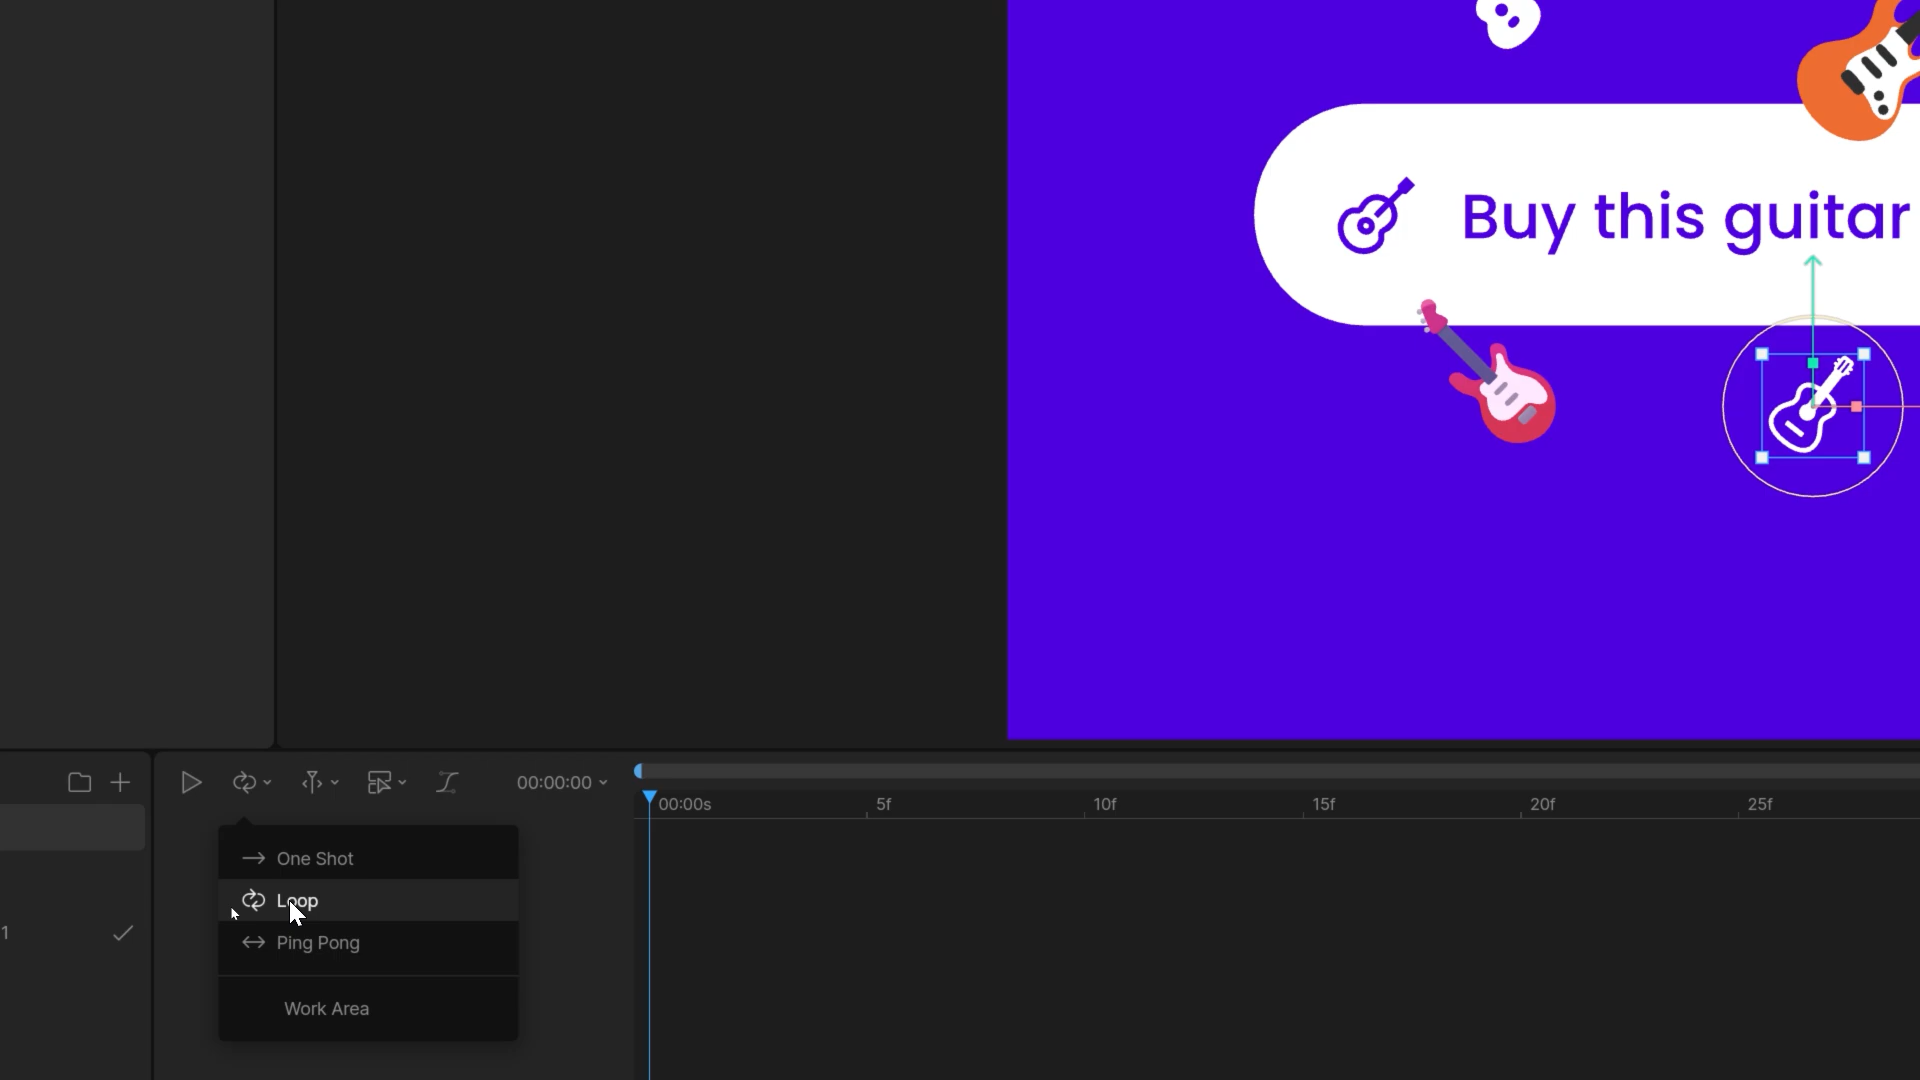 Buy this guitar
00:00:00
00:00s 5f 10f 15f 20f 25f
One Shot
Loop
1
Ping Pong
Work Area